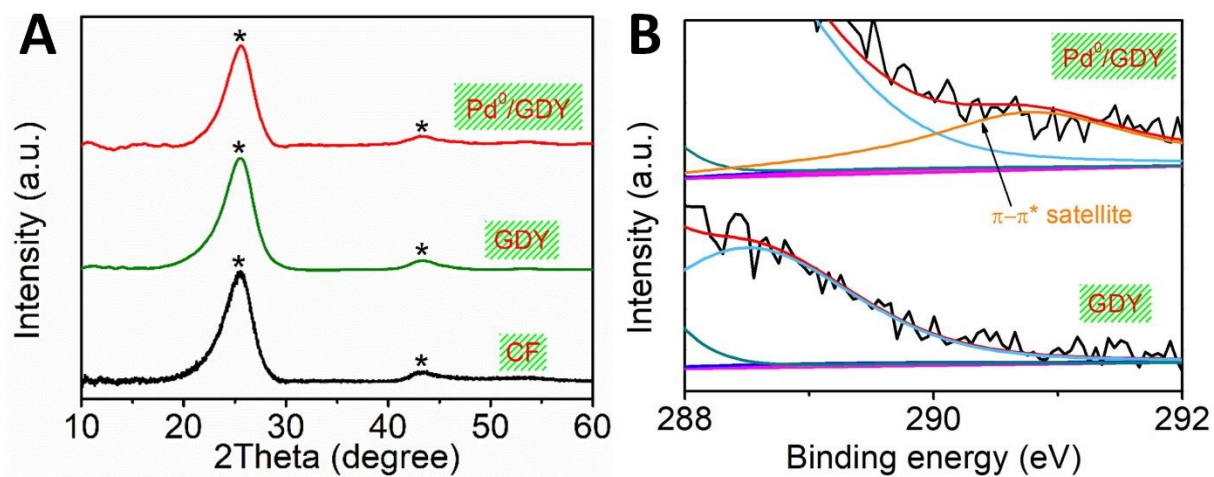 A
Intensity (a.u.)
*
Pd⁰/GDY
*
*
GDY
*
*
CF
*
10 20 30 40 50 60
2Theta (degree)
B
Intensity (a.u.)
Pd⁰/GDY
π–π* satellite
GDY
288 290 292
Binding energy (eV)